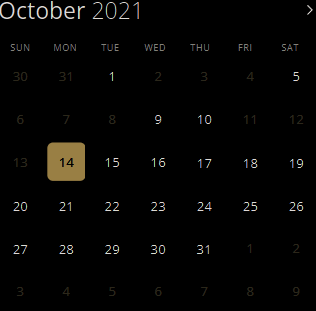 October 2021
SUN MON TUE WED THU FRI SAT
30 31 1 2 3 4 5
6 7 8 9 10 11 12
13 14 15 16 17 18 19
20 21 22 23 24 25 26
27 28 29 30 31 1 2
3 4 5 6 7 8 9